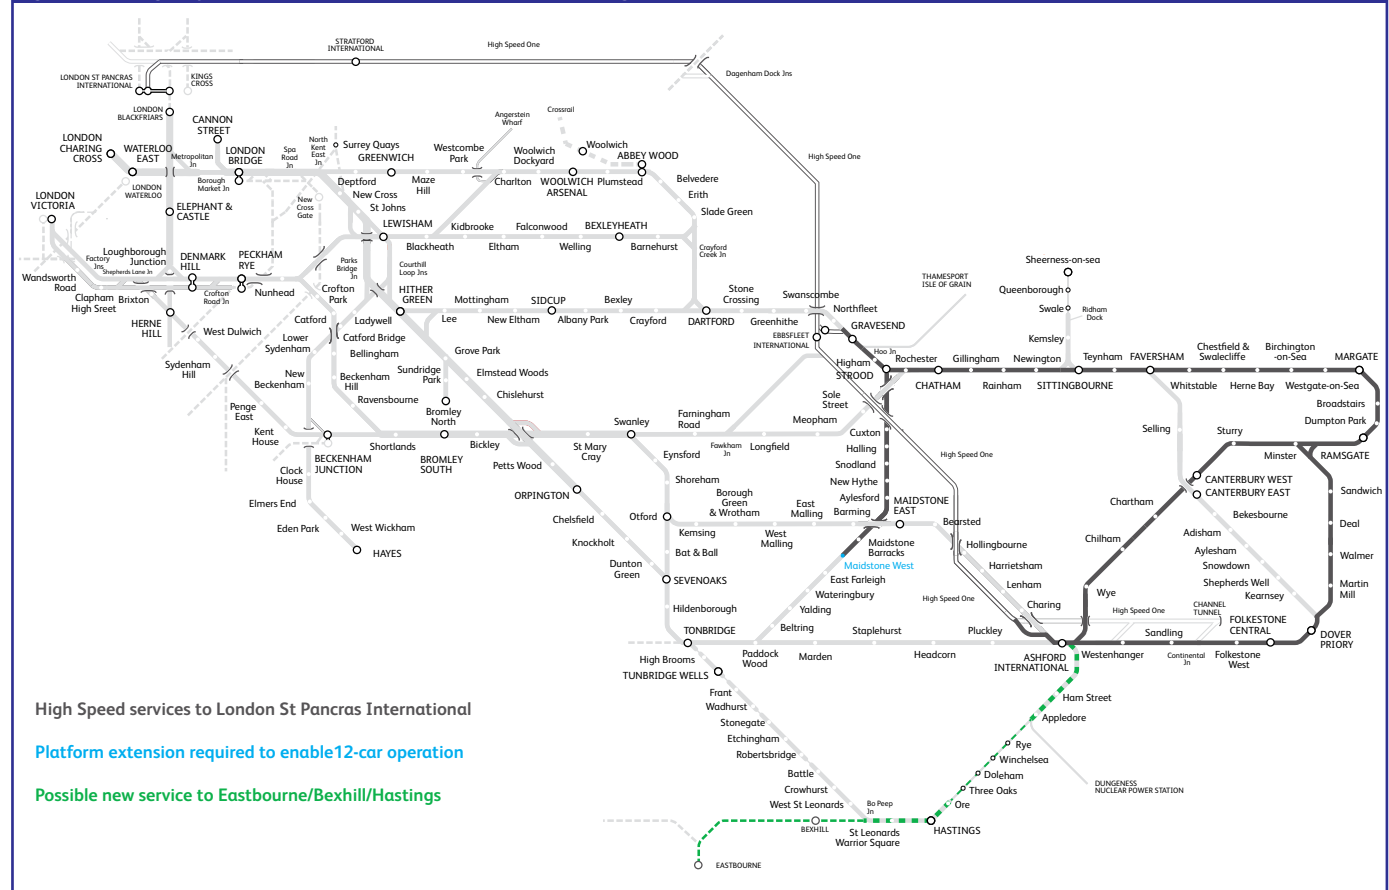 STRATFORD
INTERNATIONAL
High Speed One
LONDON ST PANCRAS
INTERNATIONAL
KINGS
CROSS
Dagenham Dock Jns
LONDON
BLACKFRIARS
CANNON
STREET
Angerstein
Wharf
Crossrail
LONDON
CHARING
CROSS
WATERLOO
EAST
Metropolitan
Jn
LONDON
BRIDGE
Spa
Road
Jn
North
Kent
East
Jn
Surrey Quays
GREENWICH
Westcombe
Park
Woolwich
Dockyard
Woolwich
ABBEY WOOD
High Speed One
LONDON
WATERLOO
Borough
Market Jn
Deptford
Maze
Hill
Charlton
WOOLWICH
ARSENAL
Plumstead
Belvedere
LONDON
VICTORIA
New Cross
St Johns
New
Cross
Gate
Erith
Slade Green
ELEPHANT &
CASTLE
LEWISHAM
Kidbrooke
Falconwood
BEXLEYHEATH
Blackheath
Eltham
Welling
Barnehurst
Crayford
Creek Jn
Loughborough
Junction
DENMARK
HILL
PECKHAM
RYE
Factory
Jns
Shepherds Lane Jn
Parks
Bridge
Jn
Courthill
Loop Jns
Wandsworth
Road
Clapham
High Sreet
Brixton
Crofton
Road Jn
Nunhead
Crofton
Park
HITHER
GREEN
Mottingham
SIDCUP
Bexley
Stone
Crossing
Swanscombe
Northfleet
THAMESPORT
ISLE OF GRAIN
Sheerness-on-sea
Queenborough
Swale
Ridham
Dock
Kemsley
HERNE
HILL
West Dulwich
Catford
Ladywell
Lee
New Eltham
Albany Park
Crayford
DARTFORD
Greenhithe
EBBSFLEET
INTERNATIONAL
GRAVESEND
Lower
Sydenham
Catford Bridge
Bellingham
Grove Park
Hoo Jn
Higham
STROOD
Rochester
Gillingham
Newington
Teynham
FAVERSHAM
Chestfield &
Swalecliffe
Birchington
-on-Sea
MARGATE
Sydenham
Hill
New
Beckenham
Beckenham
Hill
Sundridge
Park
Elmstead Woods
CHATHAM
Rainham
SITTINGBOURNE
Whitstable
Herne Bay
Westgate-on-Sea
Ravensbourne
Chislehurst
Sole
Street
Broadstairs
Penge
East
Bromley
North
Farningham
Road
Meopham
Dumpton Park
Kent
House
Swanley
Cuxton
Selling
Sturry
BECKENHAM
JUNCTION
Shortlands
BROMLEY
SOUTH
Bickley
St Mary
Cray
Fawkham
Jn
Longfield
Halling
High Speed One
Minster
RAMSGATE
Petts Wood
Eynsford
Snodland
Clock
House
Shoreham
New Hythe
CANTERBURY WEST
CANTERBURY EAST
Sandwich
ORPINGTON
Borough
Green
& Wrotham
East
Malling
Aylesford
Barming
MAIDSTONE
EAST
Chartham
Elmers End
Chelsfield
Otford
Bekesbourne
Deal
Eden Park
West Wickham
Kemsing
West
Malling
Bearsted
Adisham
Chilham
HAYES
Knockholt
Bat & Ball
Maidstone
Barracks
Maidstone West
Hollingbourne
Aylesham
Walmer
Dunton
Green
SEVENOAKS
Harrietsham
Snowdown
East Farleigh
Wateringbury
Lenham
Shepherds Well
Kearnsey
Martin
Mill
Wye
High Speed One
Hildenborough
Yalding
Charing
High Speed One
CHANNEL
TUNNEL
TONBRIDGE
Beltring
Staplehurst
Pluckley
Sandling
FOLKESTONE
CENTRAL
DOVER
PRIORY
High Brooms
Paddock
Wood
Marden
Headcorn
ASHFORD
INTERNATIONAL
Westenhanger
Continental
Jn
Folkestone
West
TUNBRIDGE WELLS
Frant
Wadhurst
Ham Street
High Speed services to London St Pancras International
Stonegate
Appledore
Etchingham
Platform extension required to enable12-car operation
Robertsbridge
Rye
Winchelsea
Battle
Doleham
DUNGENESS
NUCLEAR POWER STATION
Possible new service to Eastbourne/Bexhill/Hastings
Crowhurst
Three Oaks
West St Leonards
Bo Peep
Jn
Ore
BEXHILL
St Leonards
Warrior Square
HASTINGS
EASTBOURNE